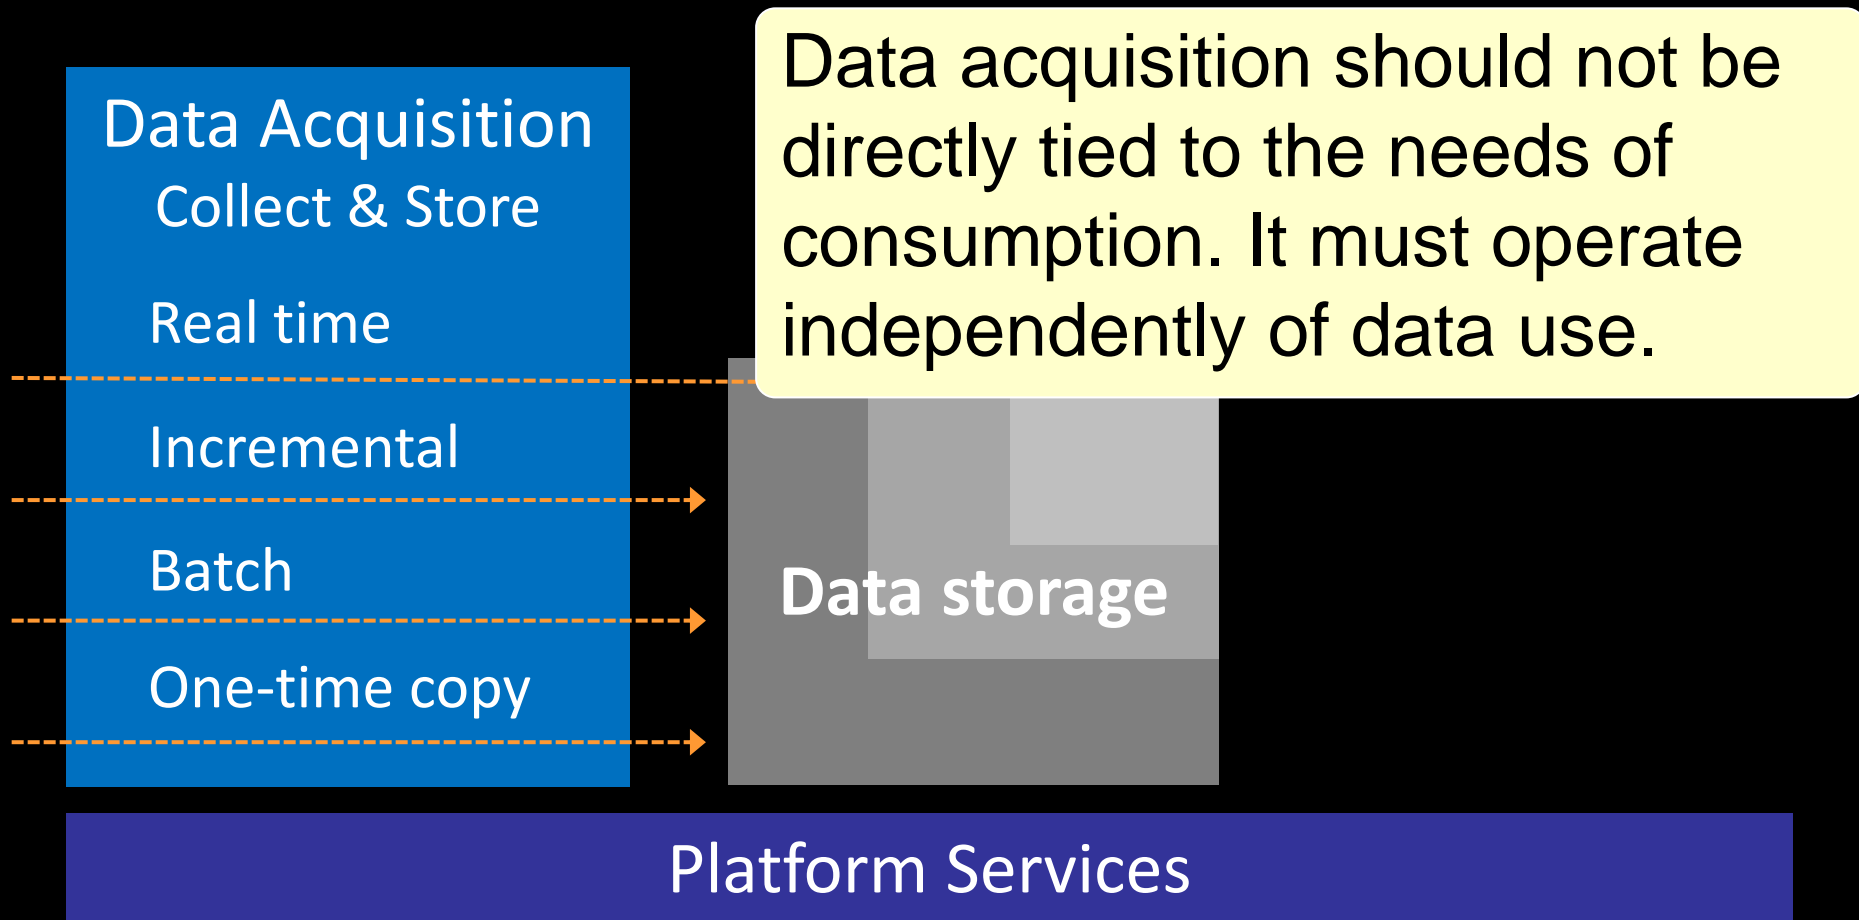 Data acquisition should not be
directly tied to the needs of
consumption. It must operate
independently of data use.
Data Acquisition
Collect & Store
Real time
Incremental
Batch
One-time copy
Data storage
Platform Services